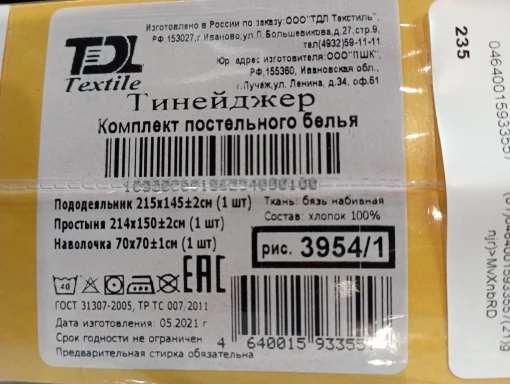 Изготовлено в России по заказу:ООО"ТДЛ Текстиль",
РФ,153027,г.Иваново,ул.П.Большевикова,д.27,стр.9,
тел(4932)59-11-11
Юр. адрес изготовителя:ООО"ПШК",
РФ,155360, Ивановская обл.,
г.Пучеж,ул. Ленина, д.34, оф.61
TDL
Textile
Тинейджер
Комплект постельного белья
Пододеяльник 215х145±2см (1 шт)
Простыня 214х150±2см (1 шт)
Наволочка 70х70±1см (1 шт)
Ткань: бязь набивная
Состав: хлопок 100%
рис. 3954/1
40
EAC
ГОСТ 31307-2005, ТР ТС 007/2011
Дата изготовления: 05.2021 г
Срок годности не ограничен
Предварительная стирка обязательна
4 640015 93355
235